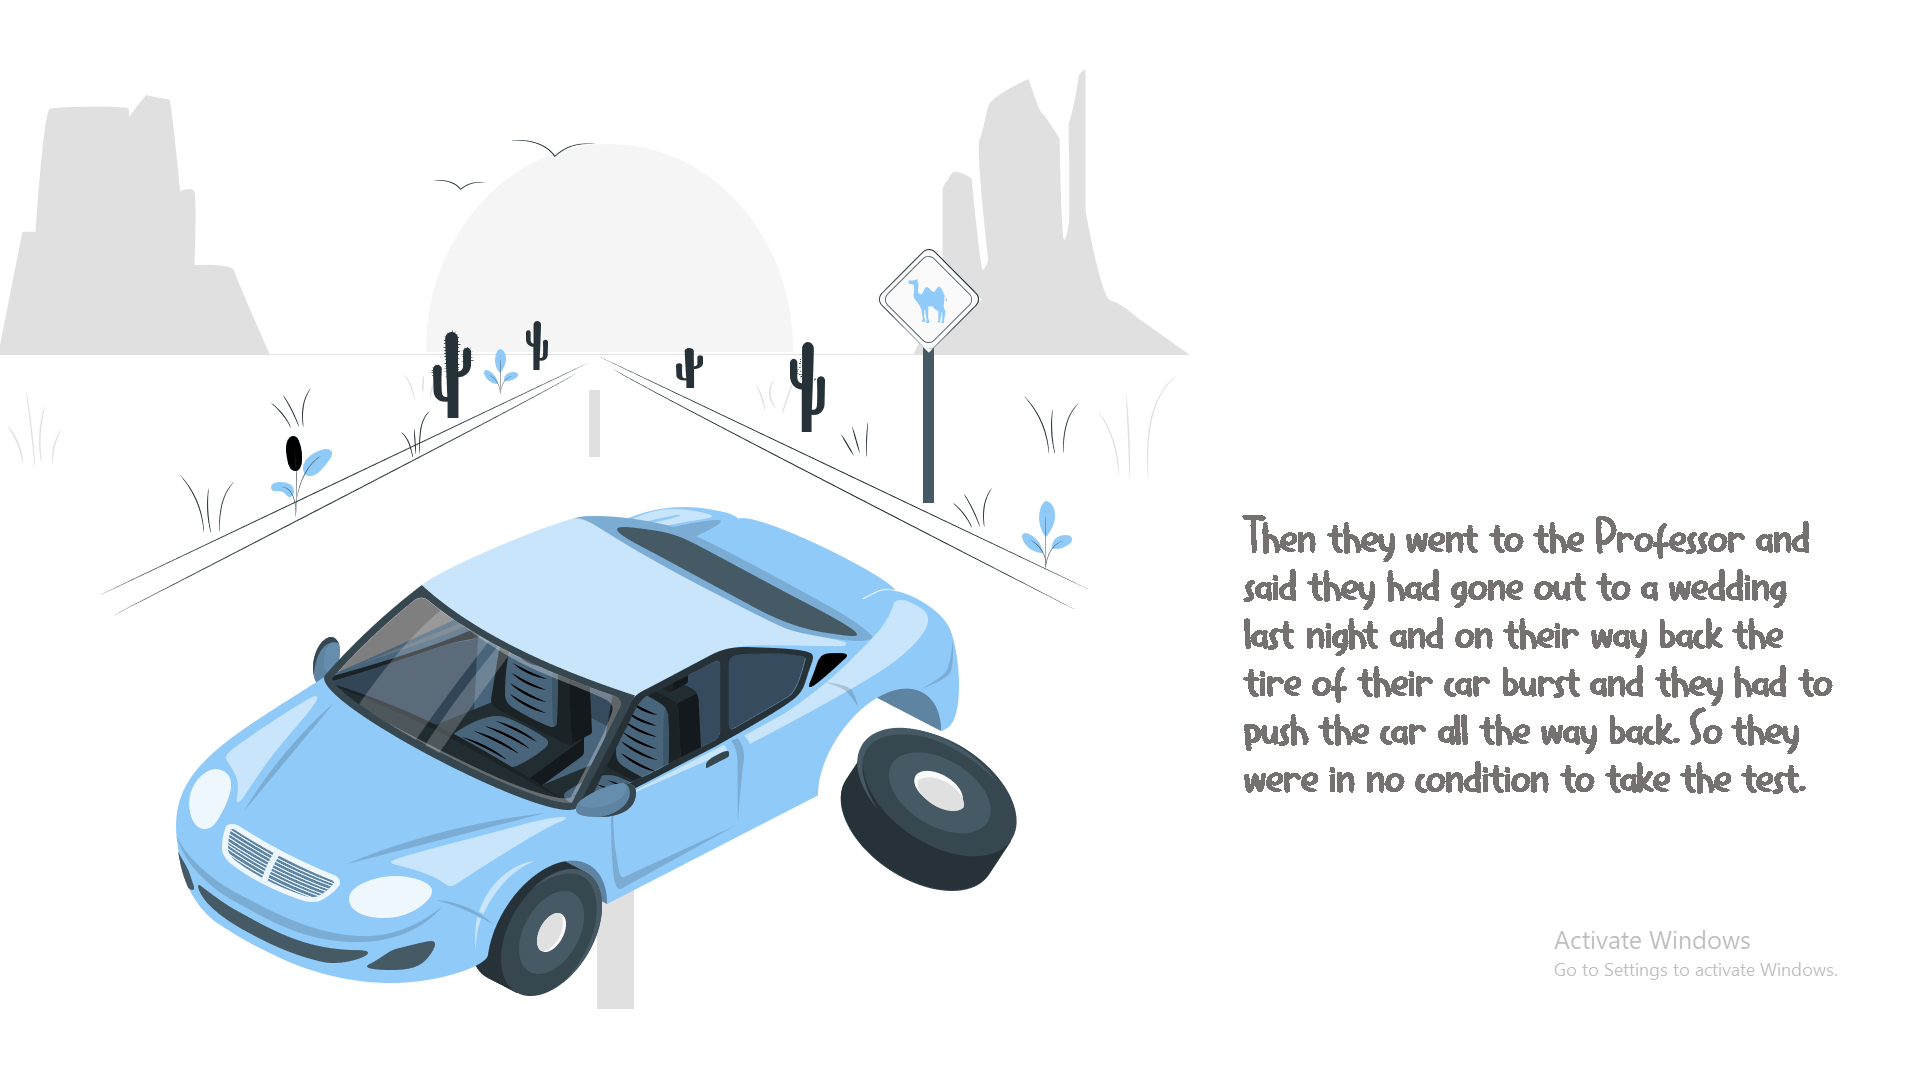 Then they went to the Professor and
said they had gone out to a wedding
last night and on their way back the
tire of their car burst and they had to
push the car all the way back. So they
were in no condition to take the test.
Activate Windows
Go to Settings to activate Windows.